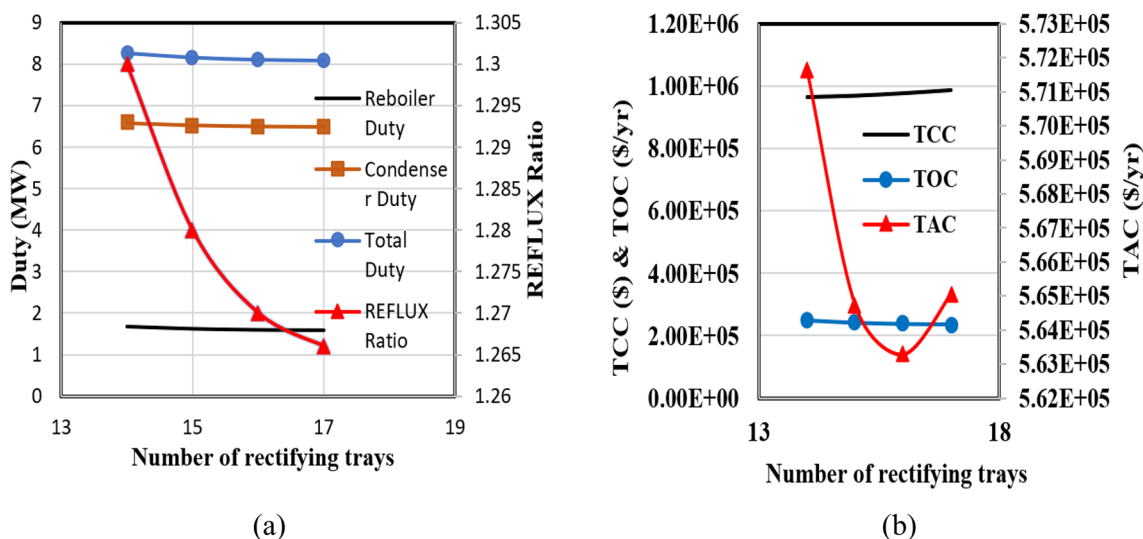 9
8
7
6
5
4
3
2
1
0
Duty (MW)
1.305
1.3
1.295
1.29
1.285
1.28
1.275
1.27
1.265
1.26
REFLUX Ratio
Reboiler
Duty
Condense
r Duty
Total
Duty
REFLUX
Ratio
13
15
17
19
Number of rectifying trays
(a)
1.20E+06
1.00E+06
8.00E+05
6.00E+05
4.00E+05
2.00E+05
0.00E+00
TCC ($) & TOC ($/yr)
5.73E+05
5.72E+05
5.71E+05
5.70E+05
5.69E+05
5.68E+05
5.67E+05
5.66E+05
5.65E+05
5.64E+05
5.63E+05
5.62E+05
TAC ($/yr)
TCC
TOC
TAC
13
18
Number of rectifying trays
(b)